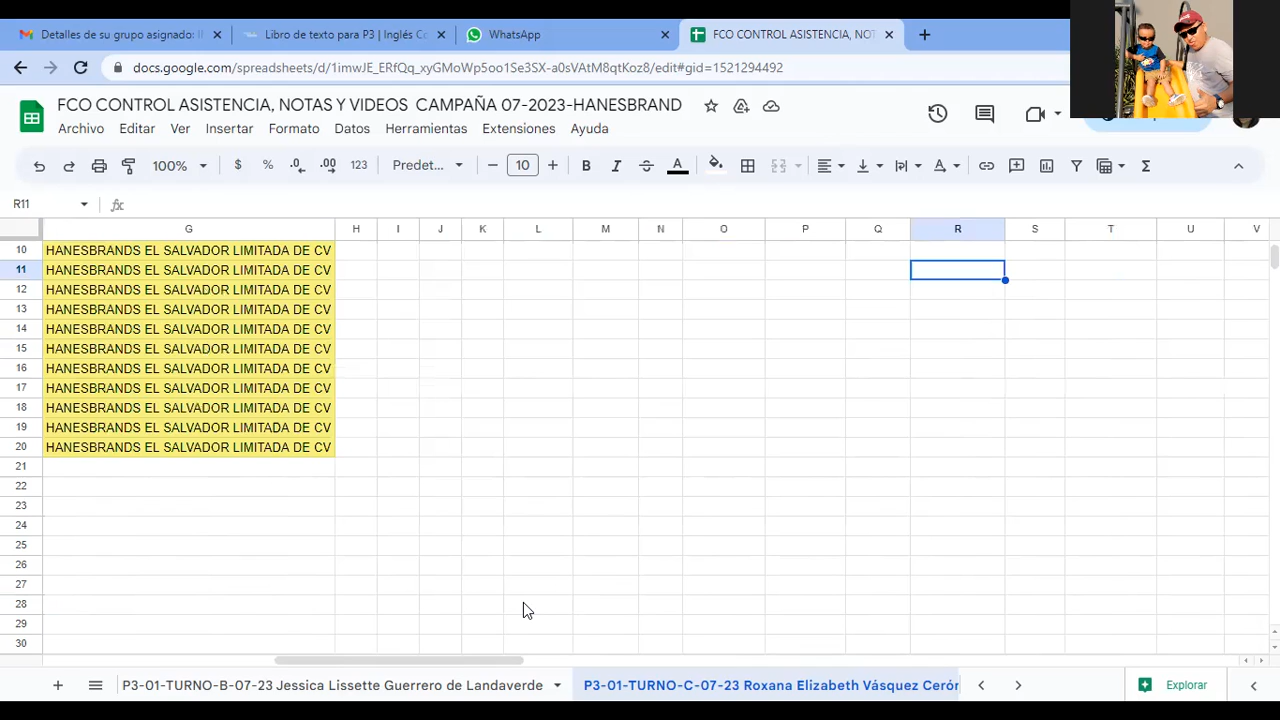 Detalles de su grupo asignado: I
Libro de texto para P3 | Inglés Co
WhatsApp
FCO CONTROL ASISTENCIA, NOT
docs.google.com/spreadsheets/d/1imwJE_ERfQq_xyGMoWp5oo1Se3SX-a0sVAtM8qtKoz8/edit#gid=1521294492
FCO CONTROL ASISTENCIA, NOTAS Y VIDEOS CAMPAÑA 07-2023-HANESBRAND
Archivo Editar Ver Insertar Formato Datos Herramientas Extensiones Ayuda
100% $ % .0 .00 123 Predet... 10 B I S A
R11 fx
G H I J K L M N O P Q R S T U V
10 HANESBRANDS EL SALVADOR LIMITADA DE CV
11 HANESBRANDS EL SALVADOR LIMITADA DE CV
12 HANESBRANDS EL SALVADOR LIMITADA DE CV
13 HANESBRANDS EL SALVADOR LIMITADA DE CV
14 HANESBRANDS EL SALVADOR LIMITADA DE CV
15 HANESBRANDS EL SALVADOR LIMITADA DE CV
16 HANESBRANDS EL SALVADOR LIMITADA DE CV
17 HANESBRANDS EL SALVADOR LIMITADA DE CV
18 HANESBRANDS EL SALVADOR LIMITADA DE CV
19 HANESBRANDS EL SALVADOR LIMITADA DE CV
20 HANESBRANDS EL SALVADOR LIMITADA DE CV
21
22
23
24
25
26
27
28
29
30
P3-01-TURNO-B-07-23 Jessica Lissette Guerrero de Landaverde P3-01-TURNO-C-07-23 Roxana Elizabeth Vásquez Cerón Explorar